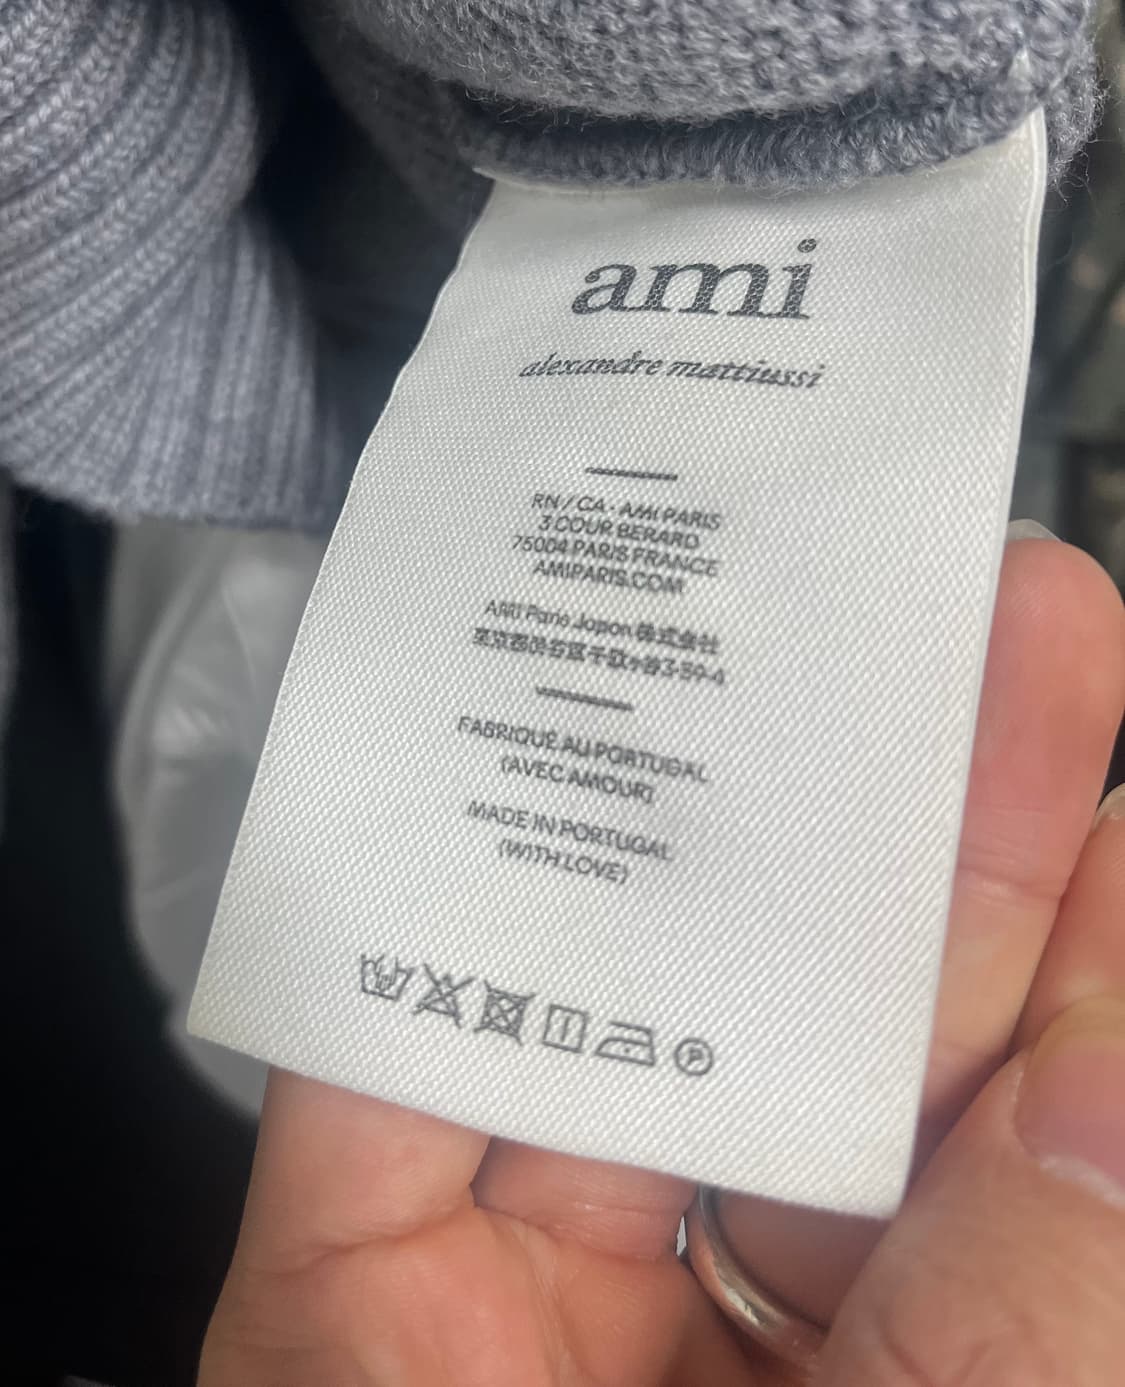 ami
alexandre mattiussi
RN / CA - AMI PARIS
3 COUR BERARD
75004 PARIS FRANCE
AMIPARIS.COM
AMI Paris Japan 株式会社
東京都渋谷区千駄ヶ谷3-59-4
FABRIQUÉ AU PORTUGAL
(AVEC AMOUR)
MADE IN PORTUGAL
(WITH LOVE)
P